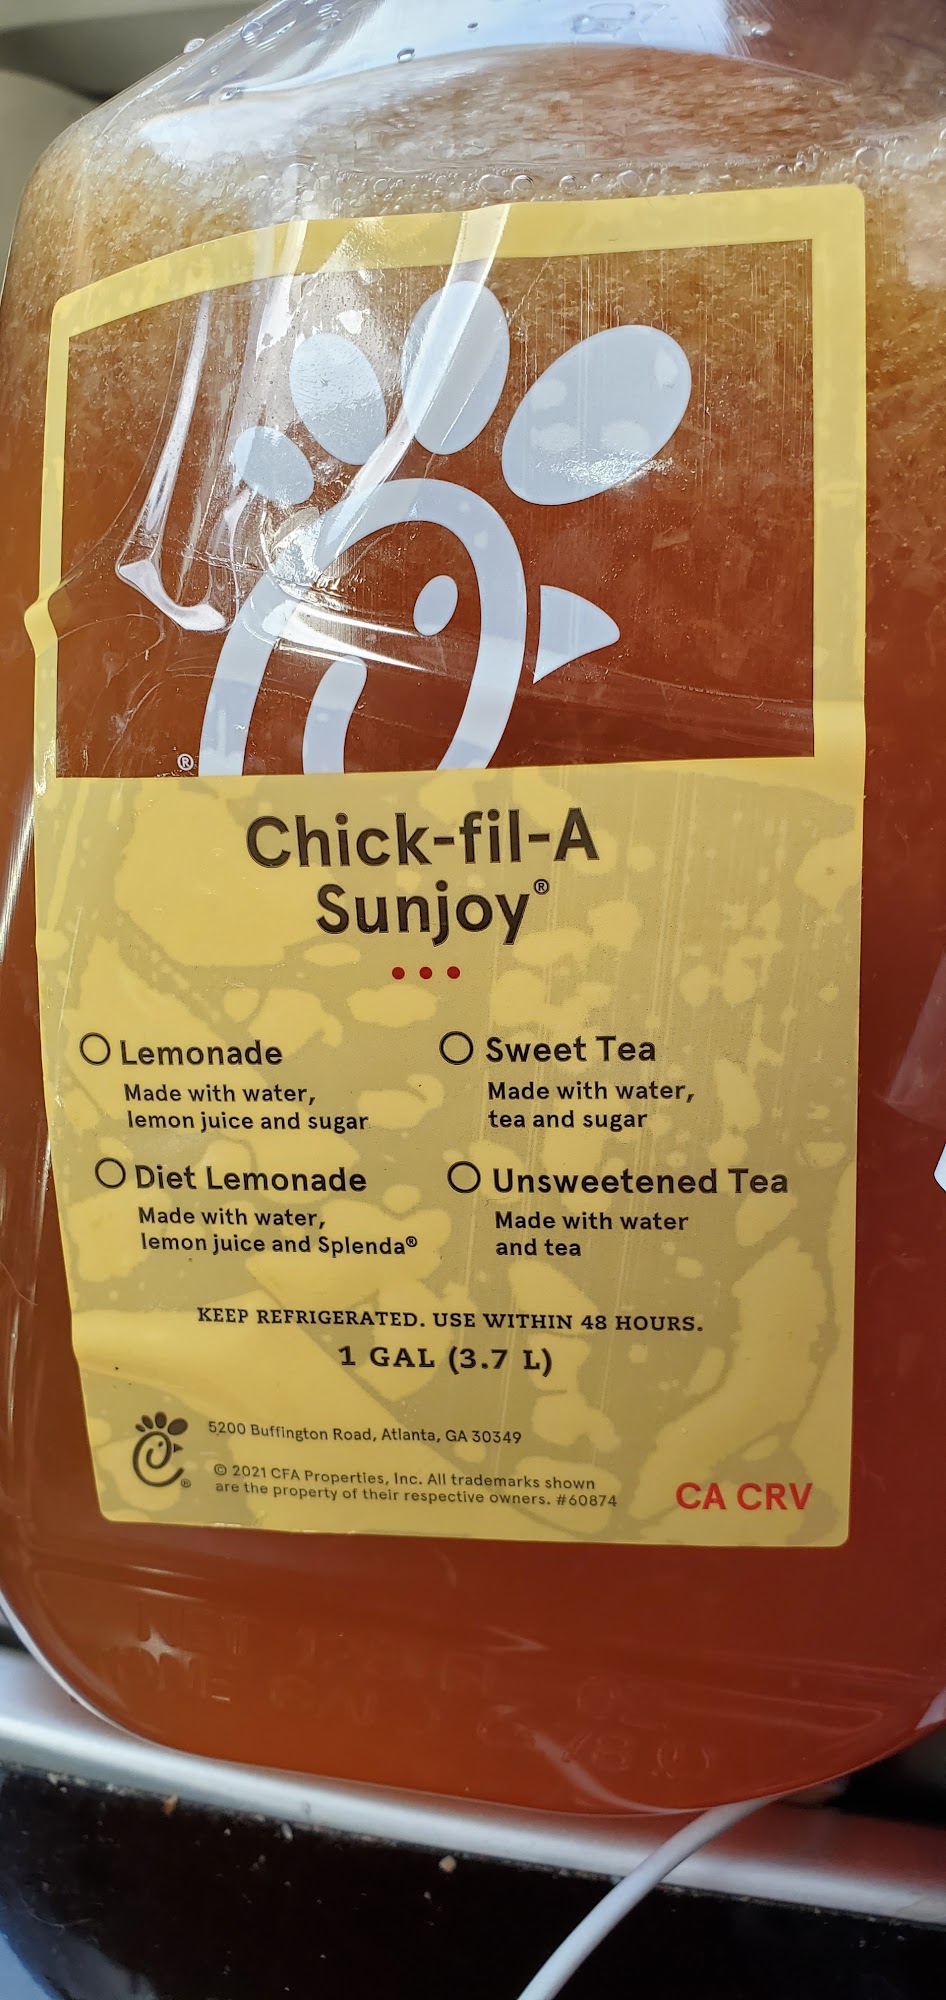 ®
Chick-fil-A
Sunjoy®
Lemonade
Made with water,
lemon juice and sugar
Sweet Tea
Made with water,
tea and sugar
Diet Lemonade
Made with water,
lemon juice and Splenda®
Unsweetened Tea
Made with water
and tea
KEEP REFRIGERATED. USE WITHIN 48 HOURS.
1 GAL (3.7 L)
5200 Buffington Road, Atlanta, GA 30349
© 2021 CFA Properties, Inc. All trademarks shown
are the property of their respective owners. #60874
®
CA CRV